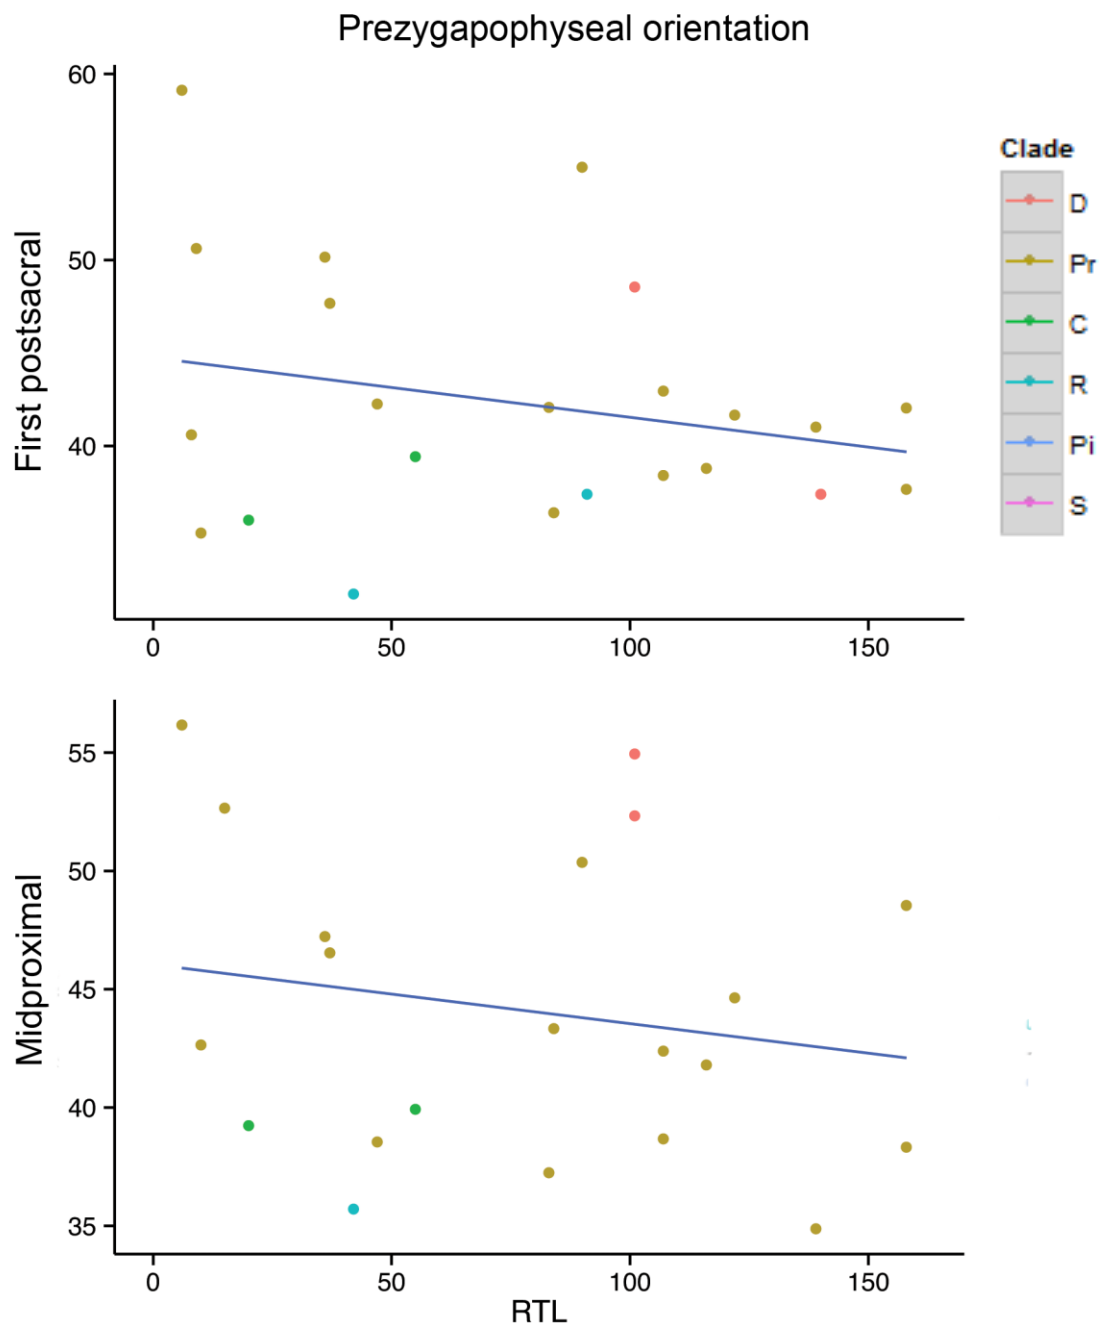 Prezygapophyseal orientation
First postsacral
60
50
40
0 50 100 150
Clade
D
Pr
C
R
Pi
S
Midproximal
55
50
45
40
35
0 50 100 150
RTL